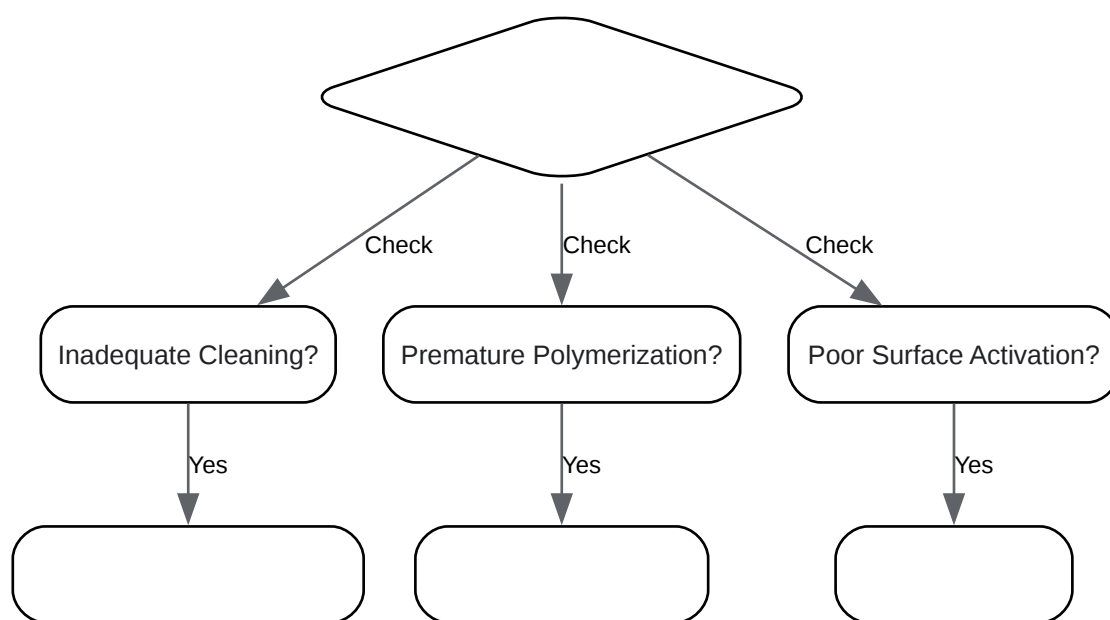 Check
Check
Check
Inadequate Cleaning?
Premature Polymerization?
Poor Surface Activation?
Yes
Yes
Yes